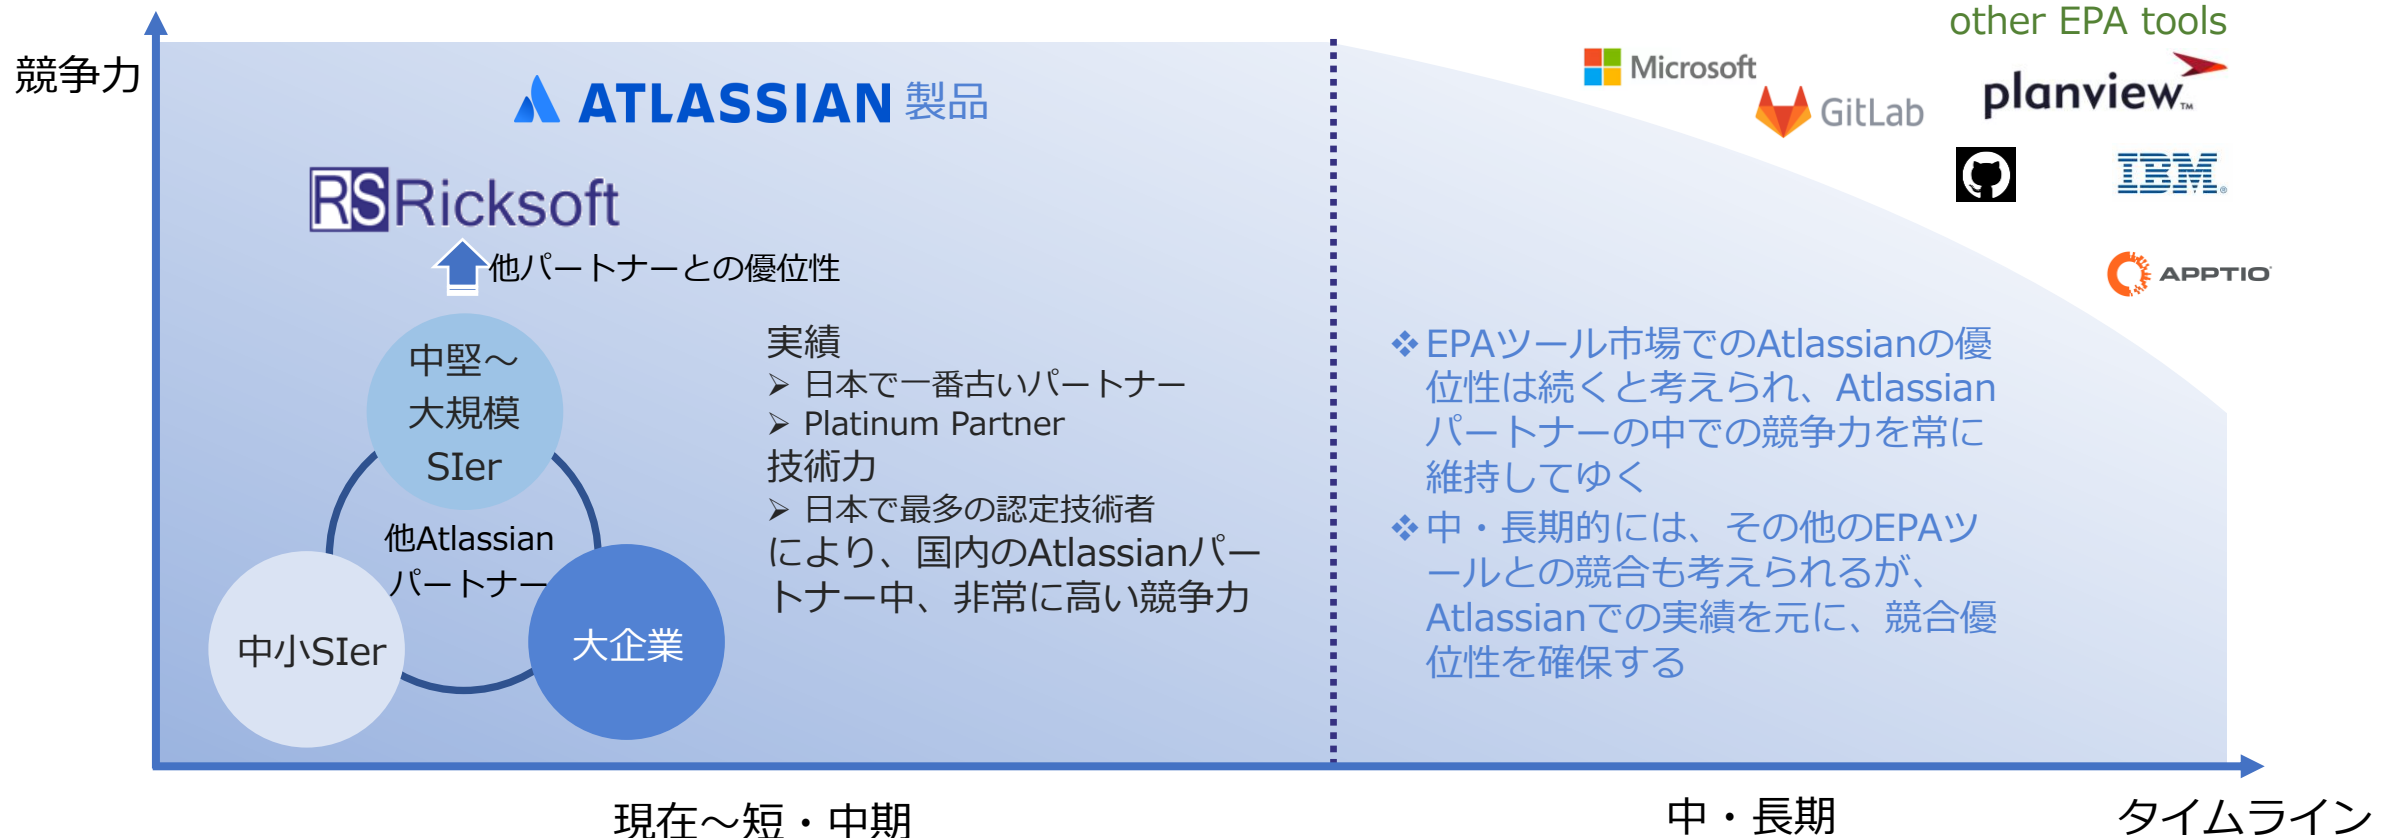 競争力
ATLASSIAN 製品
RS Ricksoft
他パートナーとの優位性
中堅～
大規模
SIer
他Atlassian
パートナー
中小SIer
大企業
実績
➢ 日本で一番古いパートナー
➢ Platinum Partner
技術力
➢ 日本で最多の認定技術者
により、国内のAtlassianパー
トナー中、非常に高い競争力
other EPA tools
Microsoft
GitLab
planview™
IBM®
APPTIO
❖ EPAツール市場でのAtlassianの優
位性は続くと考えられ、Atlassian
パートナーの中での競争力を常に
維持してゆく
❖ 中・長期的には、その他のEPAツ
ールとの競合も考えられるが、
Atlassianでの実績を元に、競合優
位性を確保する
現在～短・中期
中・長期
タイムライン